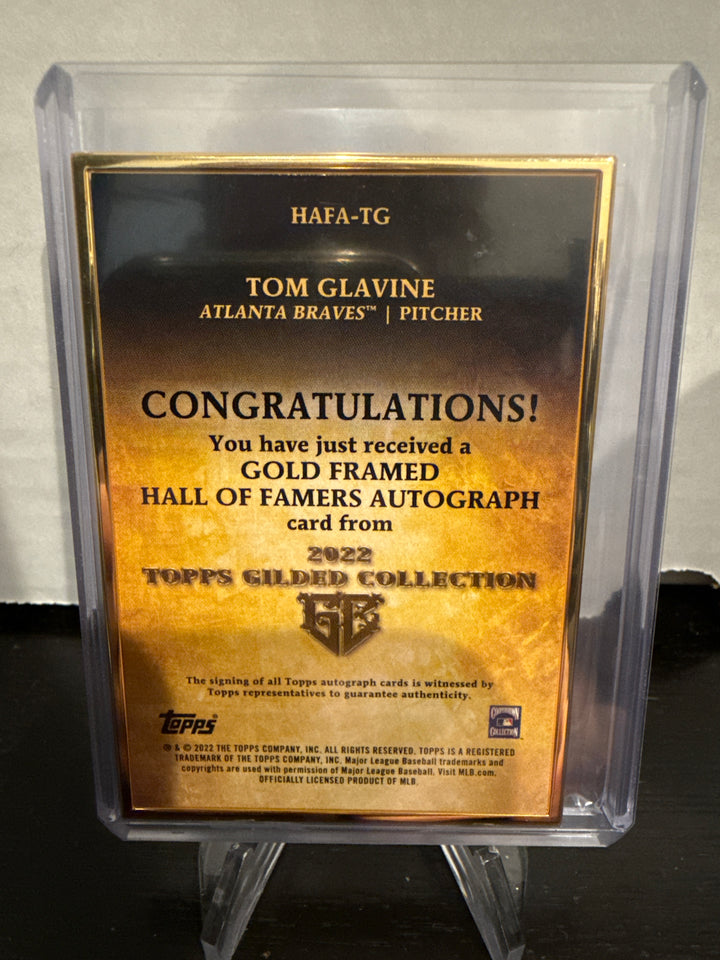 HAFA-TG
TOM GLAVINE
ATLANTA BRAVES™ | PITCHER
CONGRATULATIONS!
You have just received a
GOLD FRAMED
HALL OF FAMERS AUTOGRAPH
card from
2022
TOPPS GILDED COLLECTION
GC
The signing of all Topps autograph cards is witnessed by
Topps representatives to guarantee authenticity.
topps®
COOPERSTOWN
COLLECTION
® & © 2022 THE TOPPS COMPANY, INC. ALL RIGHTS RESERVED. TOPPS IS A REGISTERED
TRADEMARK OF THE TOPPS COMPANY, INC. Major League Baseball trademarks and
copyrights are used with permission of Major League Baseball. Visit MLB.com.
OFFICIALLY LICENSED PRODUCT OF MLB.